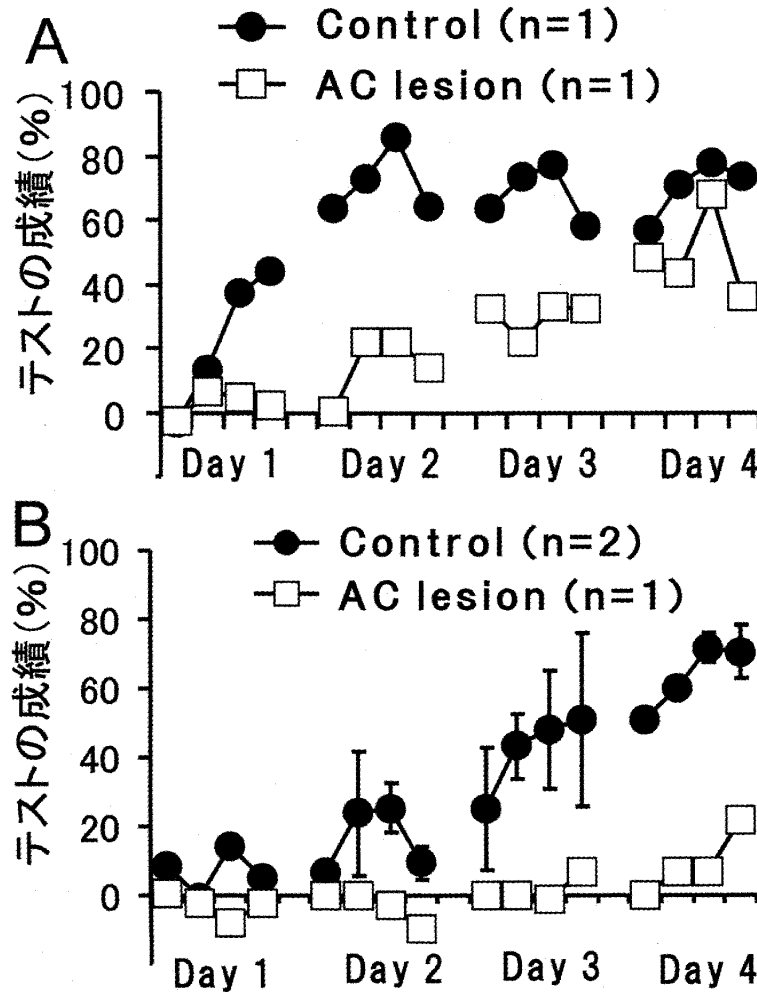 A
Control (n=1)
AC lesion (n=1)
テストの成績(%)
100
80
60
40
20
0
Day 1 Day 2 Day 3 Day 4
B
Control (n=2)
AC lesion (n=1)
テストの成績(%)
100
80
60
40
20
0
Day 1 Day 2 Day 3 Day 4